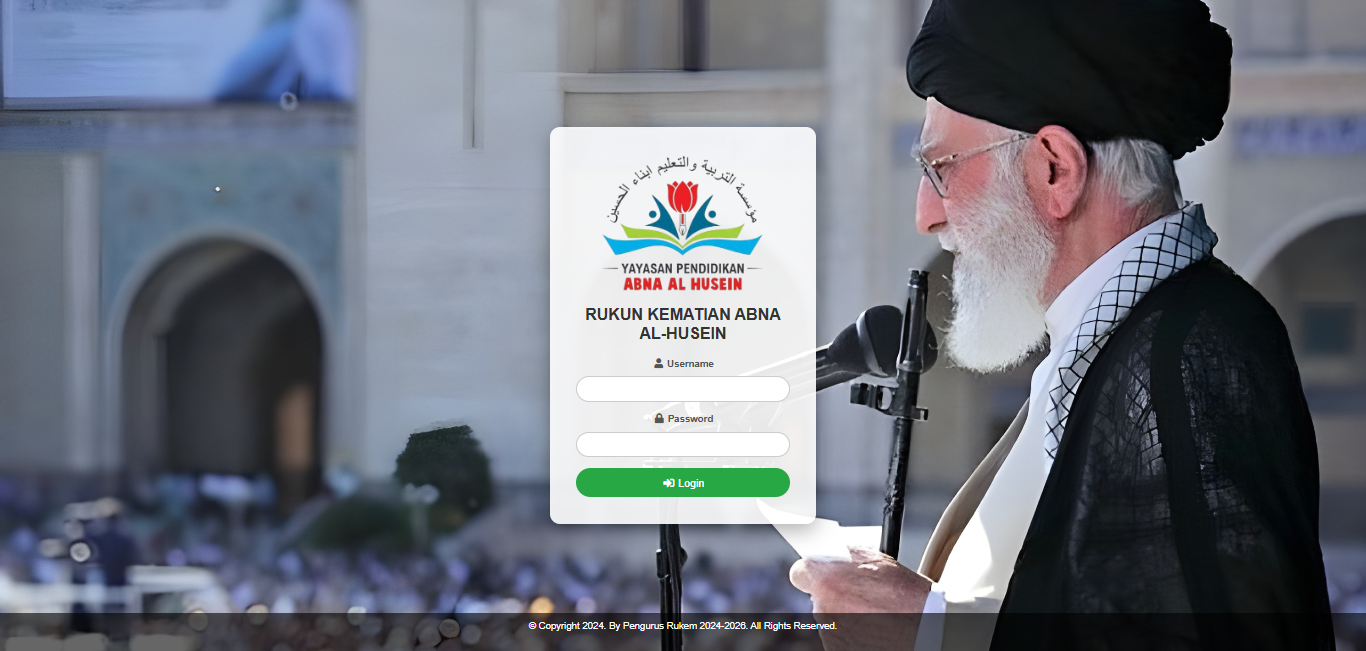 مؤسسة التربية والتعليم ابناء الحسين
YAYASAN PENDIDIKAN
ABNA AL HUSEIN
RUKUN KEMATIAN ABNA
AL-HUSEIN
Username
Password
Login
© Copyright 2024. By Pengurus Rukem 2024-2026. All Rights Reserved.